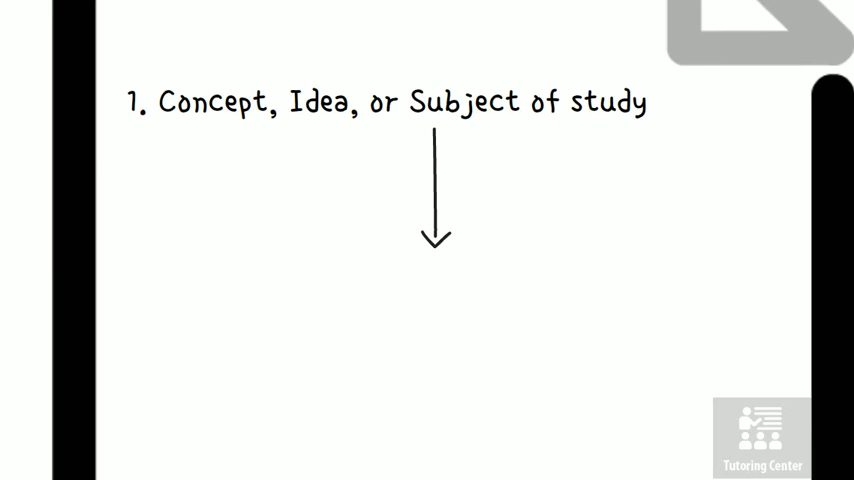 1. Concept, Idea, or Subject of study
Tutoring Center